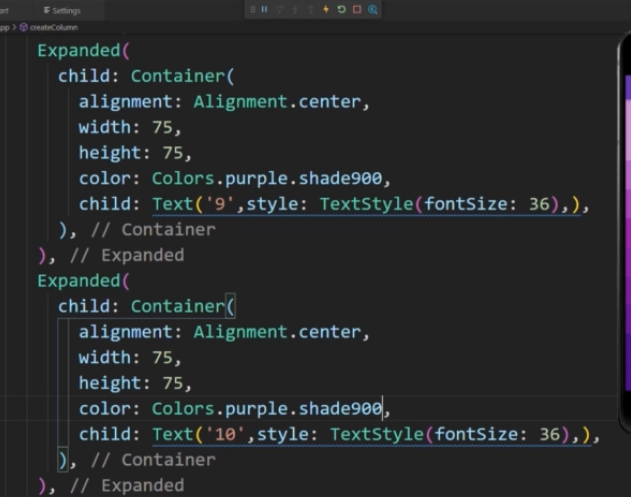 Settings
createColumn
Expanded(
child: Container(
alignment: Alignment.center,
width: 75,
height: 75,
color: Colors.purple.shade900,
child: Text('9',style: TextStyle(fontSize: 36),),
), // Container
), // Expanded
Expanded(
child: Container(
alignment: Alignment.center,
width: 75,
height: 75,
color: Colors.purple.shade900,
child: Text('10',style: TextStyle(fontSize: 36),),
), // Container
), // Expanded